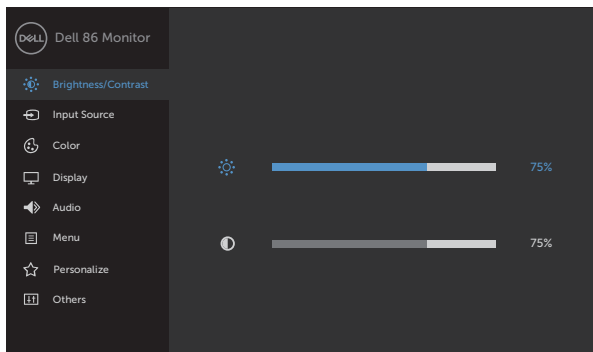 DELL Dell 86 Monitor
Brightness/Contrast
Input Source
Color
Display
Audio
Menu
Personalize
Others
75%
75%